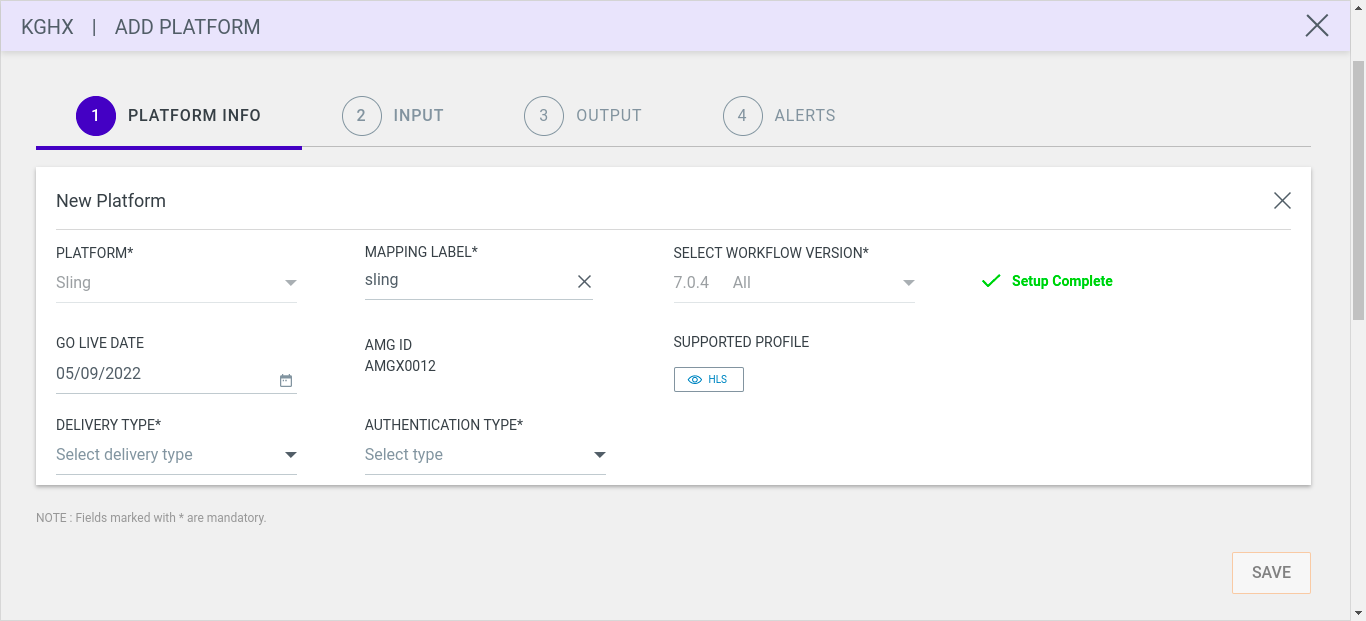 KGHX | ADD PLATFORM
1 PLATFORM INFO 2 INPUT 3 OUTPUT 4 ALERTS
New Platform
PLATFORM* MAPPING LABEL* SELECT WORKFLOW VERSION*
Sling sling 7.0.4 All Setup Complete
GO LIVE DATE AMG ID SUPPORTED PROFILE
05/09/2022 AMGX0012 HLS
DELIVERY TYPE* AUTHENTICATION TYPE*
Select delivery type Select type
NOTE : Fields marked with * are mandatory.
SAVE